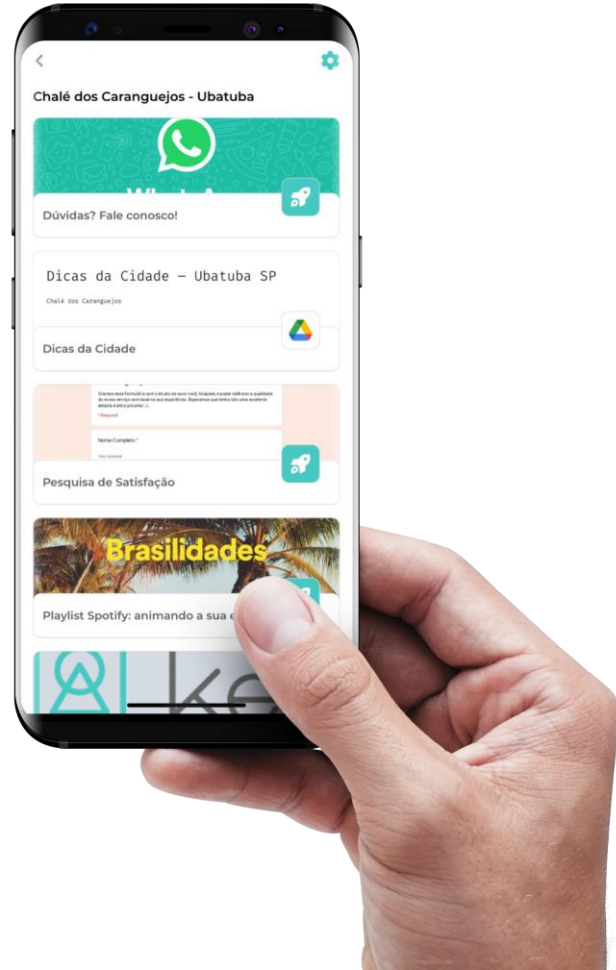 Chalé dos Caranguejos - Ubatuba
Dúvidas? Fale conosco!
Dicas da Cidade – Ubatuba SP
Chalé dos Caranguejos
Dicas da Cidade
Nome Completo *
Pesquisa de Satisfação
Brasilidades
Playlist Spotify: animando a sua
ke